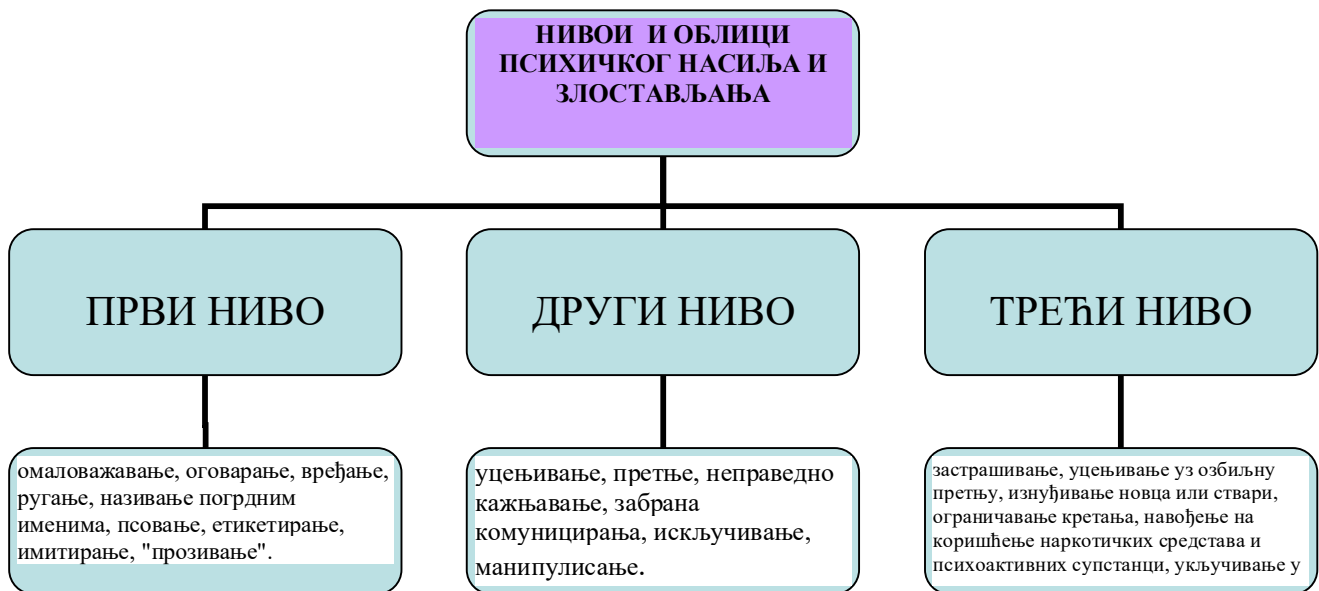 НИВОИ И ОБЛИЦИ
ПСИХИЧКОГ НАСИЉА И
ЗЛОСТАВЉАЊА
ПРВИ НИВО
ДРУГИ НИВО
ТРЕЋИ НИВО
омаловажавање, оговарање, вређање,
ругање, називање погрдним
именима, псовање, етикетирање,
имитирање, "прозивање".
уцењивање, претње, неправедно
кажњавање, забрана
комуницирања, искључивање,
манипулисање.
застрашивање, уцењивање уз озбиљну
претњу, изнуђивање новца или ствари,
ограничавање кретања, навођење на
коришћење наркотичких средстава и
психоактивних супстанци, укључивање у